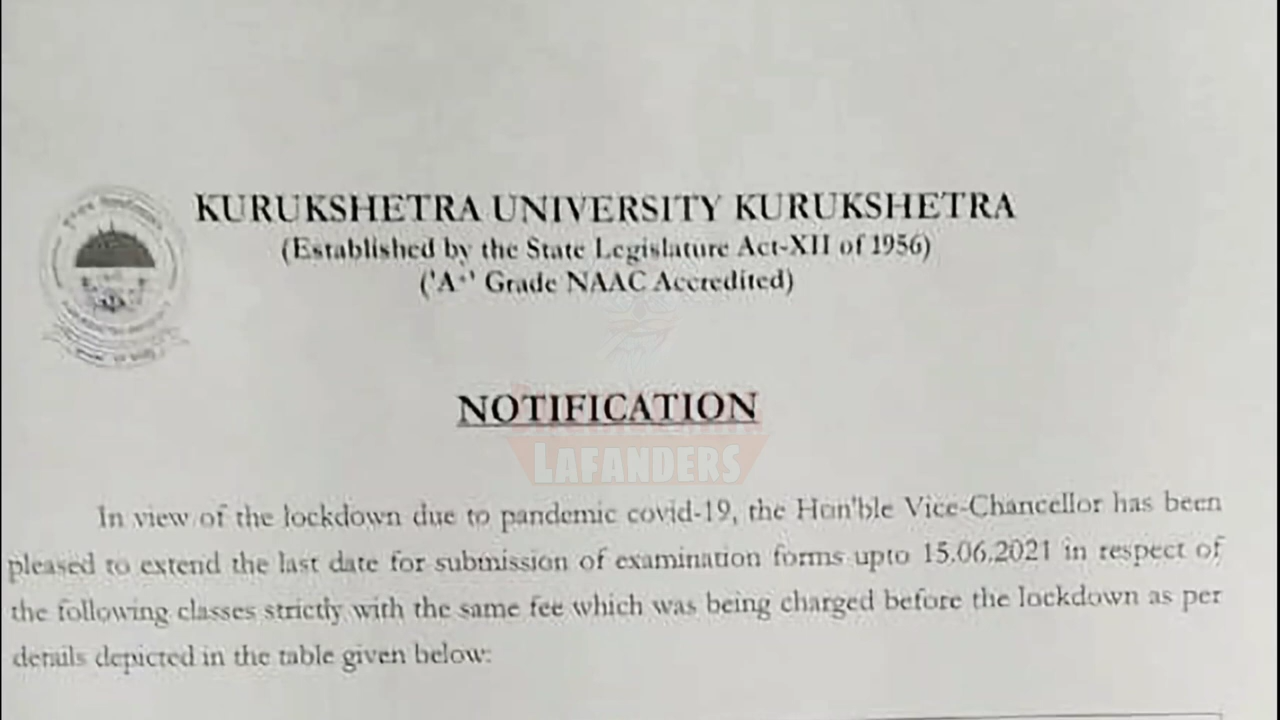 KURUKSHETRA UNIVERSITY KURUKSHETRA
(Established by the State Legislature Act-XII of 1956)
('A+' Grade NAAC Accredited)
NOTIFICATION
LAFANDERS
In view of the lockdown due to pandemic covid-19, the Hon'ble Vice-Chancellor has been
pleased to extend the last date for submission of examination forms upto 15.06.2021 in respect of
the following classes strictly with the same fee which was being charged before the lockdown as per
details depicted in the table given below: